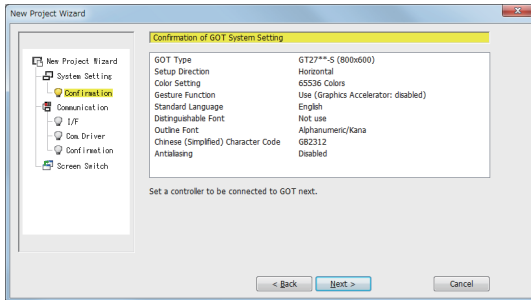 New Project Wizard
New Project Wizard
System Setting
Confirmation
Communication
I/F
Com.Driver
Confirmation
Screen Switch
Confirmation of GOT System Setting
GOT Type GT27**-S (800x600)
Setup Direction Horizontal
Color Setting 65536 Colors
Gesture Function Use (Graphics Accelerator: disabled)
Standard Language English
Distinguishable Font Not use
Outline Font Alphanumeric/Kana
Chinese (Simplified) Character Code GB2312
Antialiasing Disabled
Set a controller to be connected to GOT next.
< Back Next > Cancel